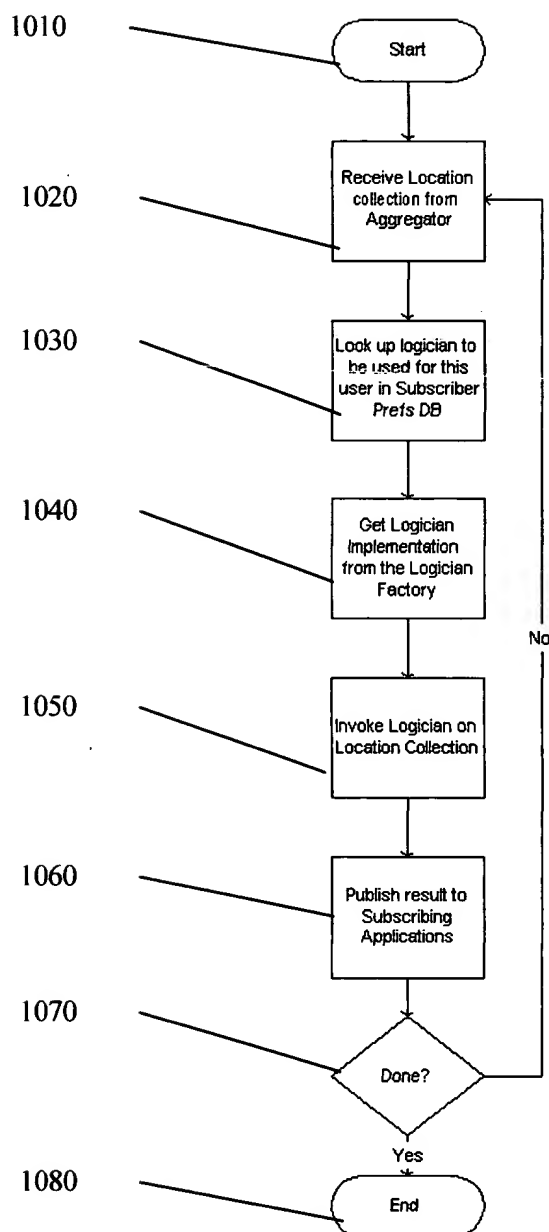 1010
Start
1020
Receive Location
collection from
Aggregator
1030
Look up logician to
be used for this
user in Subscriber
Prefs DB
1040
Get Logician
Implementation
from the Logician
Factory
No
1050
Invoke Logician on
Location Collection
1060
Publish result to
Subscribing
Applications
1070
Done?
Yes
1080
End